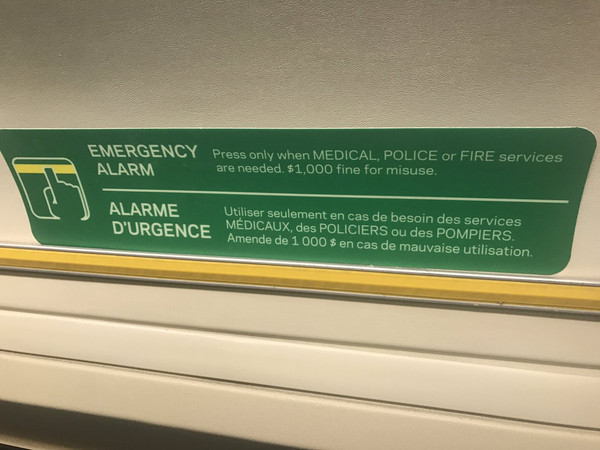 EMERGENCY
ALARM
Press only when MEDICAL, POLICE or FIRE services
are needed. $1,000 fine for misuse.
ALARME
D'URGENCE
Utiliser seulement en cas de besoin des services
MÉDICAUX, des POLICIERS ou des POMPIERS.
Amende de 1 000 $ en cas de mauvaise utilisation.